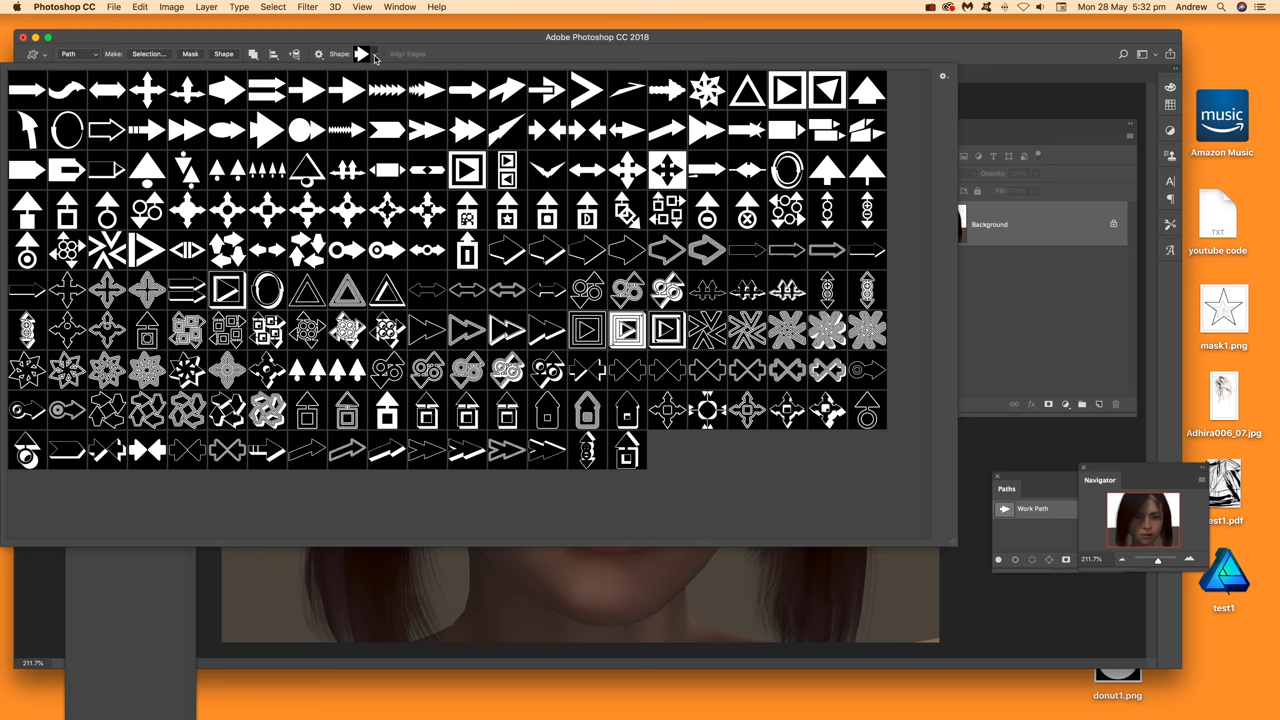 Photoshop CC File Edit Image Layer Type Select Filter 3D View Window Help
Mon 28 May 5:32 pm Andrew
Adobe Photoshop CC 2018
Path Make: Selection... Mask Shape Shape: Align Edges
Amazon Music
music
Opacity: 100%
Fill: 100%
Background
TXT
youtube code
mask1.png
Adhira006_07.jpg
Paths
Work Path
Navigator
211.7%
est1.pdf
test1
211.7%
donut1.png